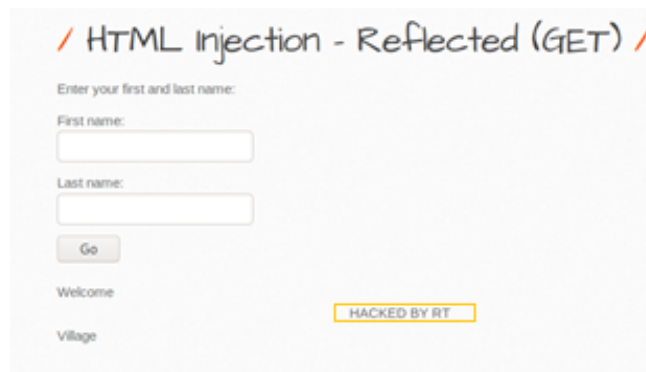 / HTML Injection - Reflected (GET) /
Enter your first and last name:
First name:
Last name:
Go
Welcome
HACKED BY RT
Village